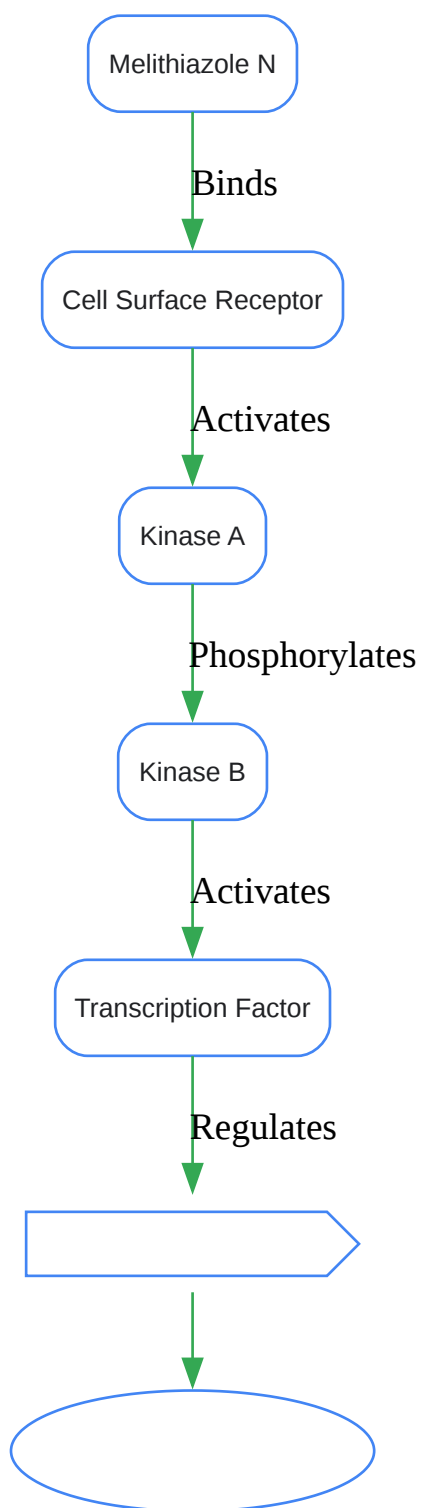 Melithiazole N
Binds
Cell Surface Receptor
Activates
Kinase A
Phosphorylates
Kinase B
Activates
Transcription Factor
Regulates